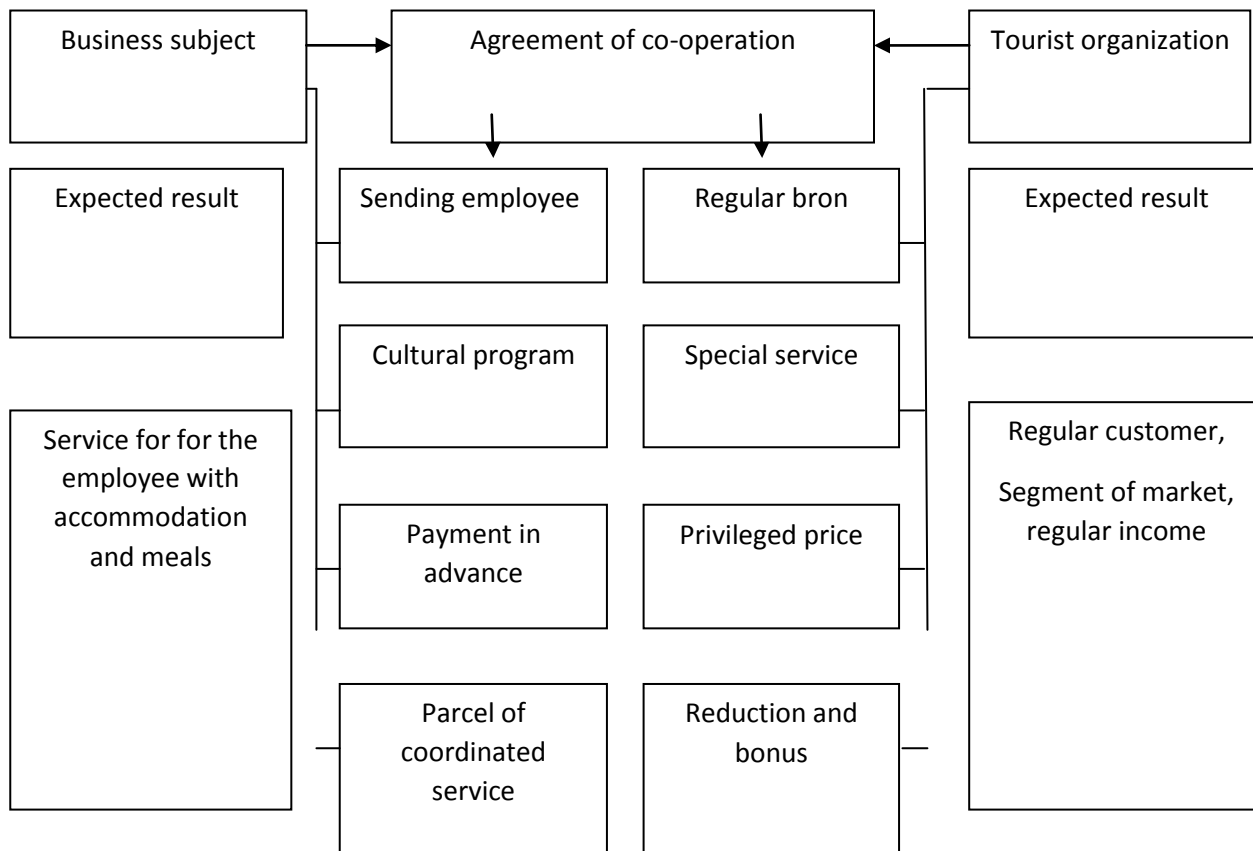 Business subject
Agreement of co-operation
Tourist organization
Expected result
Sending employee
Regular bron
Expected result
Cultural program
Special service
Service for for the
employee with
accommodation
and meals
Regular customer,
Segment of market,
regular income
Payment in
advance
Privileged price
Parcel of
coordinated
service
Reduction and
bonus